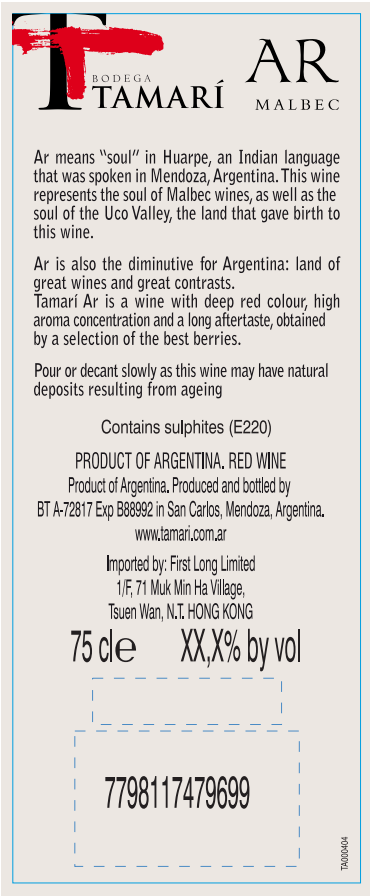 BODEGA
TAMARÍ
AR
MALBEC
Ar means "soul" in Huarpe, an Indian language
that was spoken in Mendoza, Argentina. This wine
represents the soul of Malbec wines, as well as the
soul of the Uco Valley, the land that gave birth to
this wine.
Ar is also the diminutive for Argentina: land of
great wines and great contrasts.
Tamarí Ar is a wine with deep red colour, high
aroma concentration and a long aftertaste, obtained
by a selection of the best berries.
Pour or decant slowly as this wine may have natural
deposits resulting from ageing
Contains sulphites (E220)
PRODUCT OF ARGENTINA. RED WINE
Product of Argentina. Produced and bottled by
BT A-72817 Exp B88992 in San Carlos, Mendoza, Argentina.
www.tamari.com.ar
Imported by: First Long Limited
1/F, 71 Muk Min Ha Village,
Tsuen Wan, N.T. HONG KONG
75 cl℮ XX,X% by vol
7798117479699
TA000404